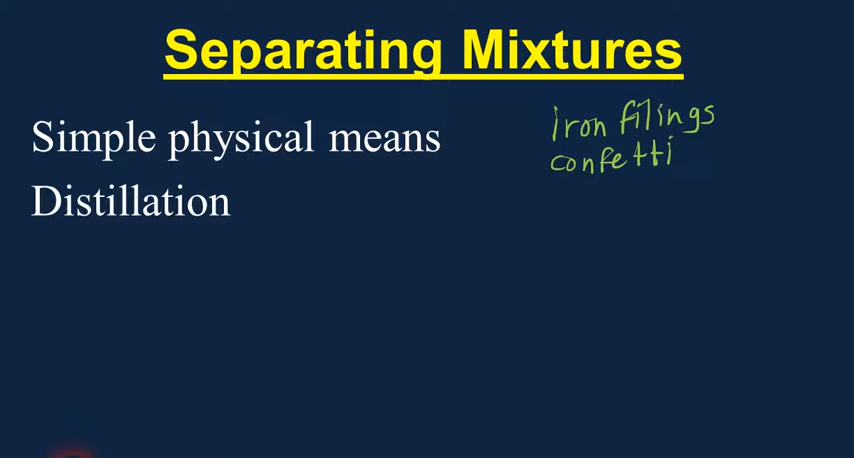 Separating Mixtures
Simple physical means
Iron filings
confetti
Distillation